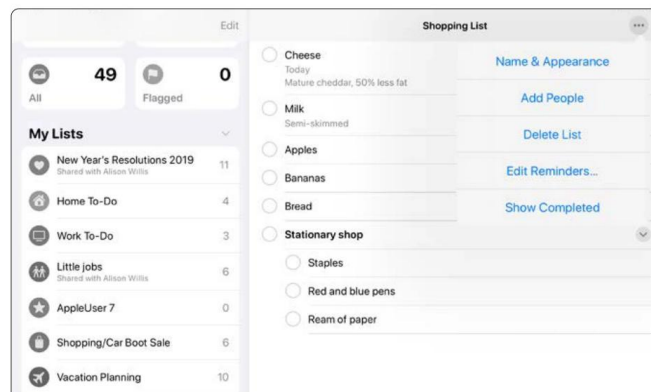 Edit
49
All
0
Flagged
My Lists
New Year's Resolutions 2019
Shared with Alison Willis
11
Home To-Do
4
Work To-Do
3
Little jobs
Shared with Alison Willis
6
AppleUser 7
0
Shopping/Car Boot Sale
6
Vacation Planning
10
Shopping List
Cheese
Today
Mature cheddar, 50% less fat
Milk
Semi-skimmed
Apples
Bananas
Bread
Stationary shop
Staples
Red and blue pens
Ream of paper
Name & Appearance
Add People
Delete List
Edit Reminders...
Show Completed